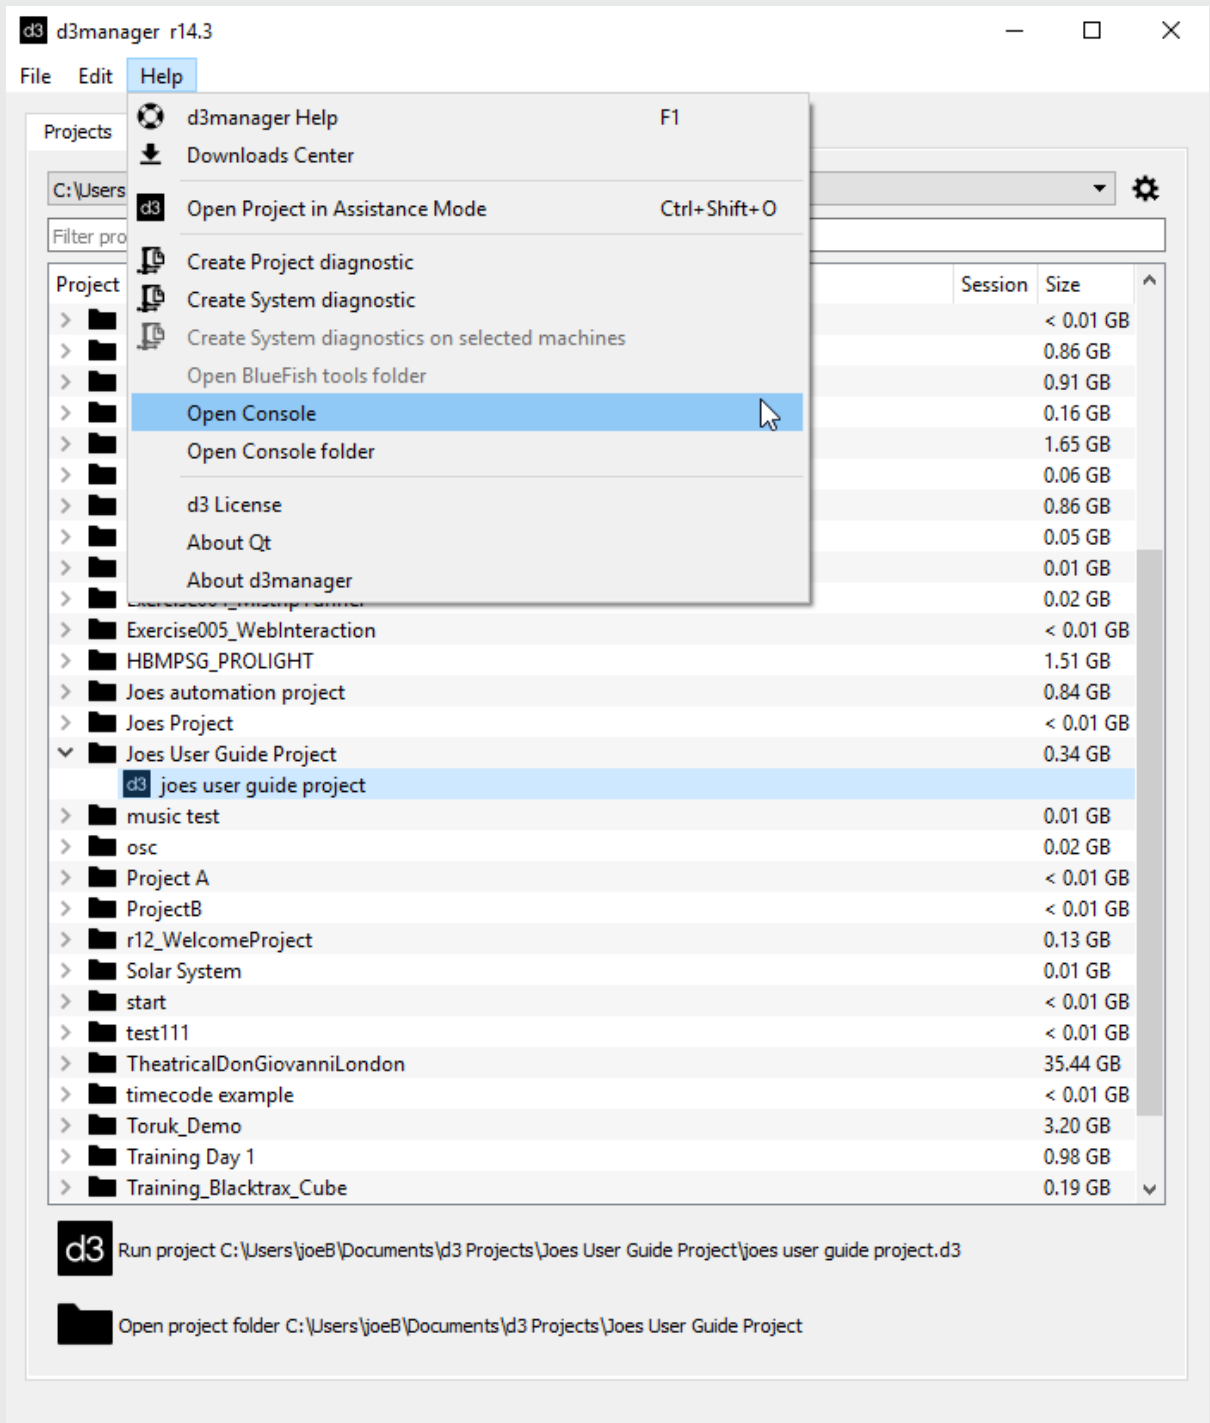 d3 d3manager r14.3
File Edit Help
d3manager Help F1
Projects
Downloads Center
C:\Users
d3 Open Project in Assistance Mode Ctrl+Shift+O
Filter pro
Create Project diagnostic
Project Session Size
Create System diagnostic
< 0.01 GB
Create System diagnostics on selected machines
0.86 GB
Open BlueFish tools folder
0.91 GB
Open Console
0.16 GB
1.65 GB
Open Console folder
0.06 GB
d3 License
0.86 GB
About Qt
0.05 GB
0.01 GB
About d3manager
0.02 GB
Exercise005_WebInteraction < 0.01 GB
HBMPSG_PROLIGHT 1.51 GB
Joes automation project 0.84 GB
Joes Project < 0.01 GB
Joes User Guide Project 0.34 GB
d3 joes user guide project
music test 0.01 GB
osc 0.02 GB
Project A < 0.01 GB
ProjectB < 0.01 GB
r12_WelcomeProject 0.13 GB
Solar System 0.01 GB
start < 0.01 GB
test111 < 0.01 GB
TheatricalDonGiovanniLondon 35.44 GB
timecode example < 0.01 GB
Toruk_Demo 3.20 GB
Training Day 1 0.98 GB
Training_Blacktrax_Cube 0.19 GB
d3 Run project C:\Users\joeB\Documents\d3 Projects\Joes User Guide Project\joes user guide project.d3
Open project folder C:\Users\joeB\Documents\d3 Projects\Joes User Guide Project